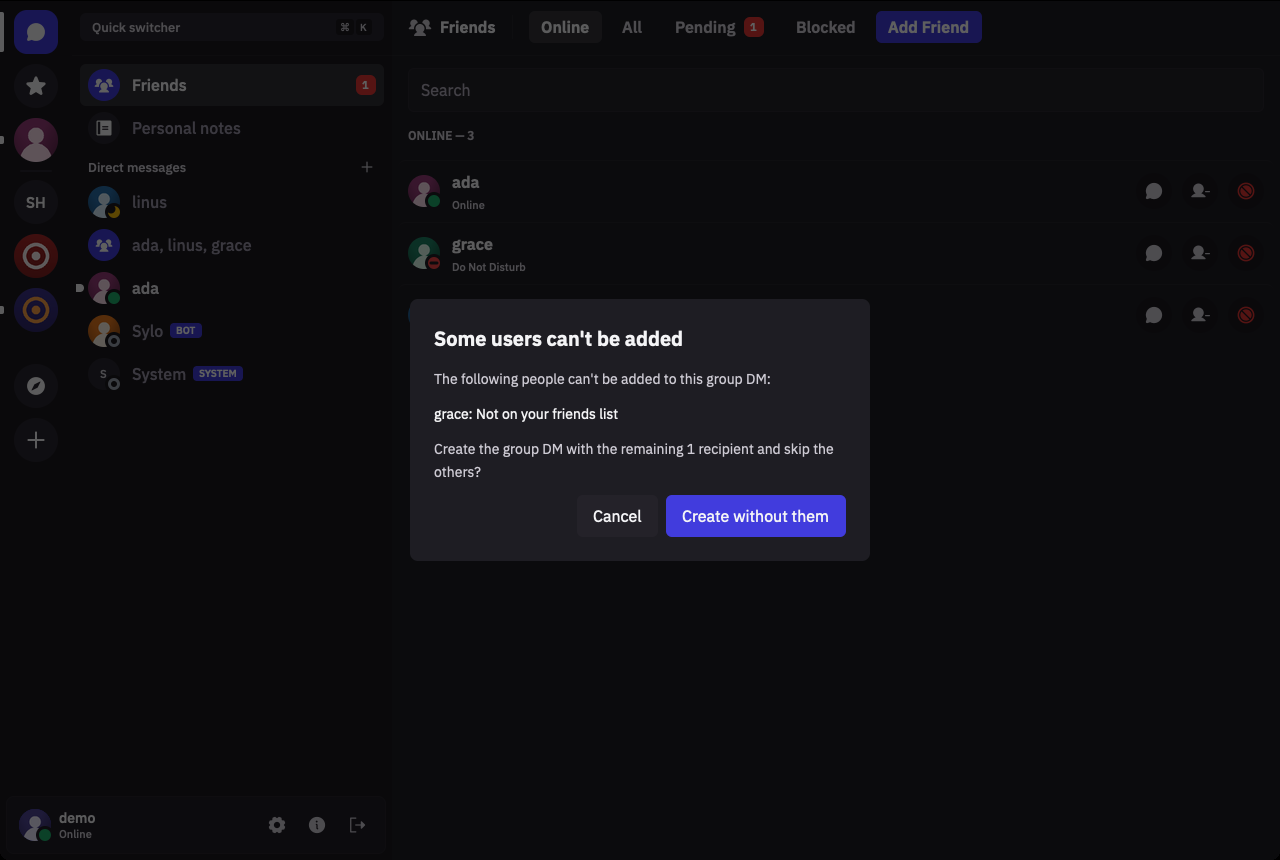 Quick switcher
⌘ K
Friends
Online
All
Pending 1
Blocked
Add Friend
Friends 1
Personal notes
Direct messages
linus
ada, linus, grace
ada
Sylo BOT
S System SYSTEM
SH
Search
ONLINE — 3
ada
Online
grace
Do Not Disturb
Some users can't be added
The following people can't be added to this group DM:
grace: Not on your friends list
Create the group DM with the remaining 1 recipient and skip the
others?
Cancel
Create without them
demo
Online